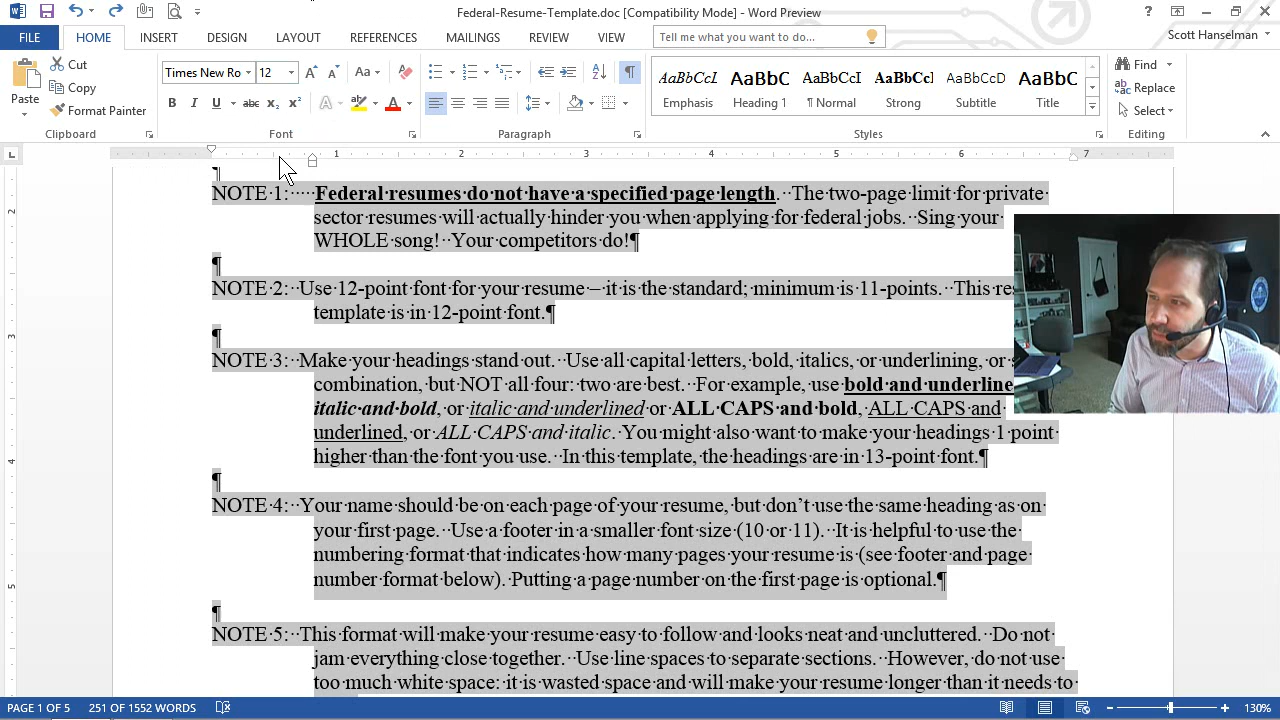 Federal-Resume-Template.doc [Compatibility Mode] - Word Preview
FILE HOME INSERT DESIGN LAYOUT REFERENCES MAILINGS REVIEW VIEW Tell me what you want to do... Scott Hanselman
Paste Cut Copy Format Painter
Times New Ro 12 Aa
B I U abc x₂ x² A A
AaBbCcI AaBbC AaBbCcI AaBbCcI AaBbCcD AaBbC
Emphasis Heading 1 ¶ Normal Strong Subtitle Title
Find
Replace
Select
Clipboard Font Paragraph Styles Editing
1 2 3 4 5 6 7
NOTE 1: Federal resumes do not have a specified page length. The two-page limit for private
sector resumes will actually hinder you when applying for federal jobs. Sing your
WHOLE song! Your competitors do!¶
¶
NOTE 2: Use 12-point font for your resume – it is the standard; minimum is 11-points. This res
template is in 12-point font.¶
¶
NOTE 3: Make your headings stand out. Use all capital letters, bold, italics, or underlining, or s
combination, but NOT all four: two are best. For example, use bold and underline
italic and bold, or italic and underlined or ALL CAPS and bold, ALL CAPS and
underlined, or ALL CAPS and italic. You might also want to make your headings 1 point
higher than the font you use. In this template, the headings are in 13-point font.¶
¶
NOTE 4: Your name should be on each page of your resume, but don’t use the same heading as on
your first page. Use a footer in a smaller font size (10 or 11). It is helpful to use the
numbering format that indicates how many pages your resume is (see footer and page
number format below). Putting a page number on the first page is optional.¶
¶
NOTE 5: This format will make your resume easy to follow and looks neat and uncluttered. Do not
jam everything close together. Use line spaces to separate sections. However, do not use
too much white space: it is wasted space and will make your resume longer than it needs to
2
3
4
5
PAGE 1 OF 5 251 OF 1552 WORDS 130%